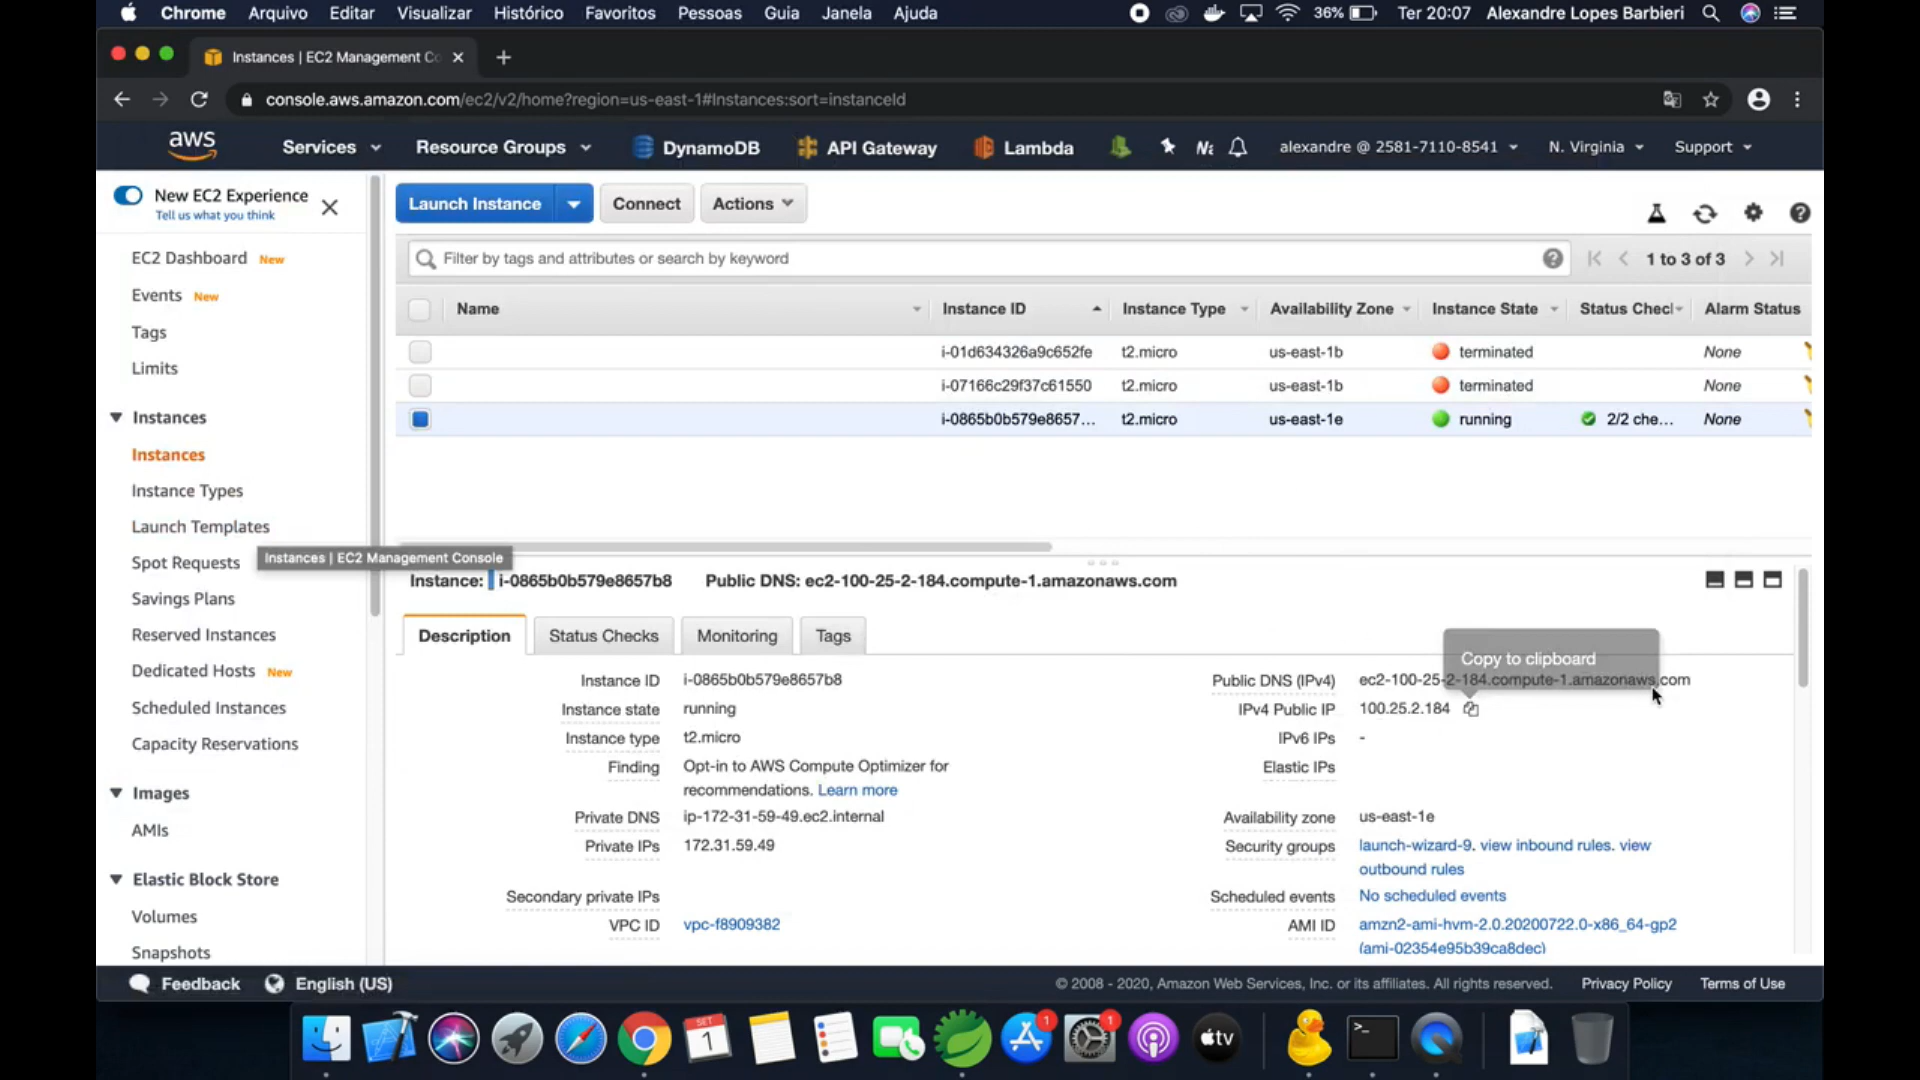 Chrome Arquivo Editar Visualizar Histórico Favoritos Pessoas Guia Janela Ajuda 36% Ter 20:07 Alexandre Lopes Barbieri
Instances | EC2 Management Co
console.aws.amazon.com/ec2/v2/home?region=us-east-1#Instances:sort=instanceId
aws Services Resource Groups DynamoDB API Gateway Lambda alexandre @ 2581-7110-8541 N. Virginia Support
New EC2 Experience
Tell us what you think
Launch Instance Connect Actions
EC2 Dashboard New
Events New
Tags
Limits
Instances
Instances
Instance Types
Launch Templates
Spot Requests
Savings Plans
Reserved Instances
Dedicated Hosts New
Scheduled Instances
Capacity Reservations
Images
AMIs
Elastic Block Store
Volumes
Snapshots
Filter by tags and attributes or search by keyword 1 to 3 of 3
Name Instance ID Instance Type Availability Zone Instance State Status Checl Alarm Status
i-01d634326a9c652fe t2.micro us-east-1b terminated None
i-07166c29f37c61550 t2.micro us-east-1b terminated None
i-0865b0b579e8657... t2.micro us-east-1e running 2/2 che... None
Instances | EC2 Management Console
Instance: i-0865b0b579e8657b8 Public DNS: ec2-100-25-2-184.compute-1.amazonaws.com
Description Status Checks Monitoring Tags
Copy to clipboard
Instance ID i-0865b0b579e8657b8 Public DNS (IPv4) ec2-100-25-2-184.compute-1.amazonaws.com
Instance state running IPv4 Public IP 100.25.2.184
Instance type t2.micro IPv6 IPs -
Finding Opt-in to AWS Compute Optimizer for Elastic IPs
recommendations. Learn more
Private DNS ip-172-31-59-49.ec2.internal Availability zone us-east-1e
Private IPs 172.31.59.49 Security groups launch-wizard-9. view inbound rules. view
outbound rules
Secondary private IPs Scheduled events No scheduled events
VPC ID vpc-f8909382 AMI ID amzn2-ami-hvm-2.0.20200722.0-x86_64-gp2
(ami-02354e95b39ca8dec)
Feedback English (US) © 2008 - 2020, Amazon Web Services, Inc. or its affiliates. All rights reserved. Privacy Policy Terms of Use
SET
1
1
1
tv